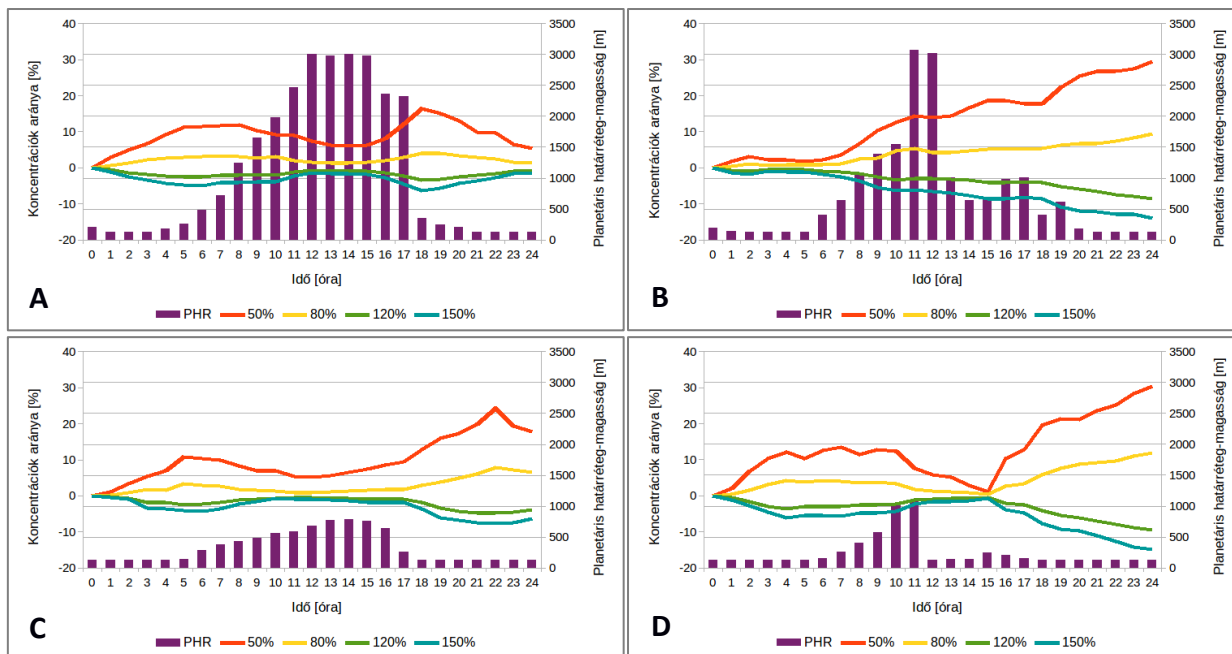 Koncentrációk aránya [%]
40
30
20
10
0
-10
-20
3500
3000
2500
2000
1500
1000
500
0
Planetáris határréteg-magasság [m]
0 1 2 3 4 5 6 7 8 9 10 11 12 13 14 15 16 17 18 19 20 21 22 23 24
Idő [óra]
A
PHR 50% 80% 120% 150%
Koncentrációk aránya [%]
40
30
20
10
0
-10
-20
3500
3000
2500
2000
1500
1000
500
0
Planetáris határréteg-magasság [m]
0 1 2 3 4 5 6 7 8 9 10 11 12 13 14 15 16 17 18 19 20 21 22 23 24
Idő [óra]
B
PHR 50% 80% 120% 150%
Koncentrációk aránya [%]
40
30
20
10
0
-10
-20
3500
3000
2500
2000
1500
1000
500
0
Planetáris határréteg-magasság [m]
0 1 2 3 4 5 6 7 8 9 10 11 12 13 14 15 16 17 18 19 20 21 22 23 24
Idő [óra]
C
PHR 50% 80% 120% 150%
Koncentrációk aránya [%]
40
30
20
10
0
-10
-20
3500
3000
2500
2000
1500
1000
500
0
Planetáris határréteg-magasság [m]
0 1 2 3 4 5 6 7 8 9 10 11 12 13 14 15 16 17 18 19 20 21 22 23 24
Idő [óra]
D
PHR 50% 80% 120% 150%